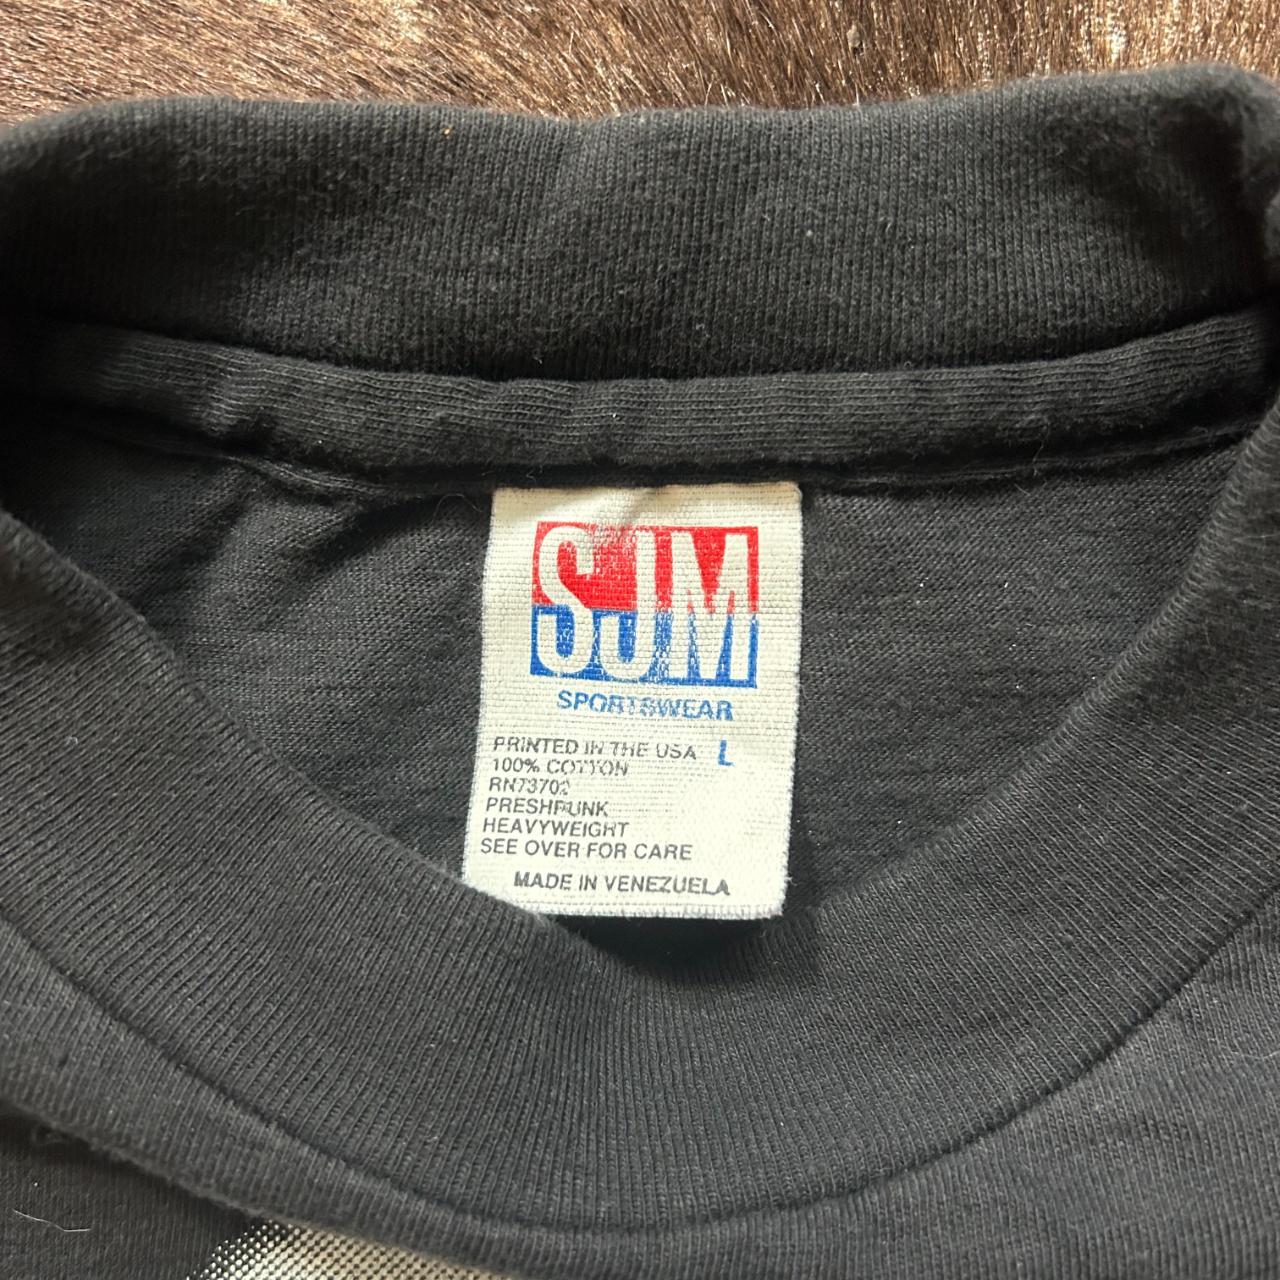 SJM
SPORTSWEAR
PRINTED IN THE USA L
100% COTTON
RN73702
PRESHRUNK
HEAVYWEIGHT
SEE OVER FOR CARE
MADE IN VENEZUELA